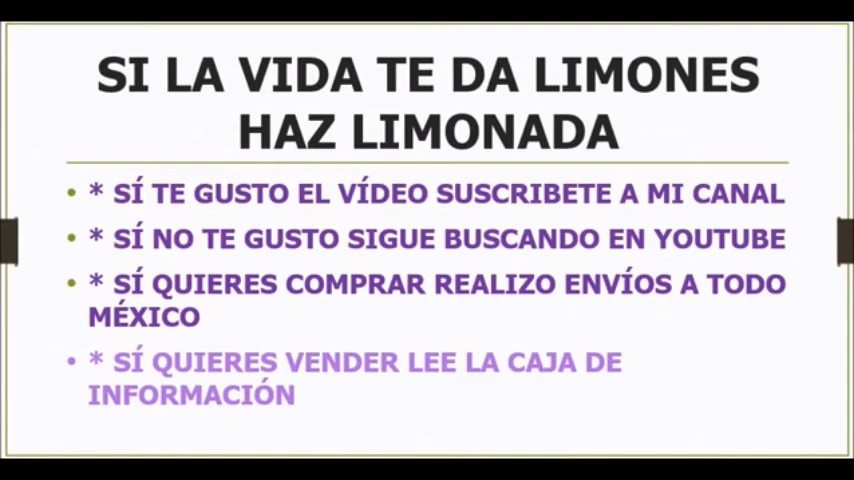 SI LA VIDA TE DA LIMONES
HAZ LIMONADA
• * SÍ TE GUSTO EL VÍDEO SUSCRIBETE A MI CANAL
• * SÍ NO TE GUSTO SIGUE BUSCANDO EN YOUTUBE
• * SÍ QUIERES COMPRAR REALIZO ENVÍOS A TODO
MÉXICO
• * SÍ QUIERES VENDER LEE LA CAJA DE
INFORMACIÓN